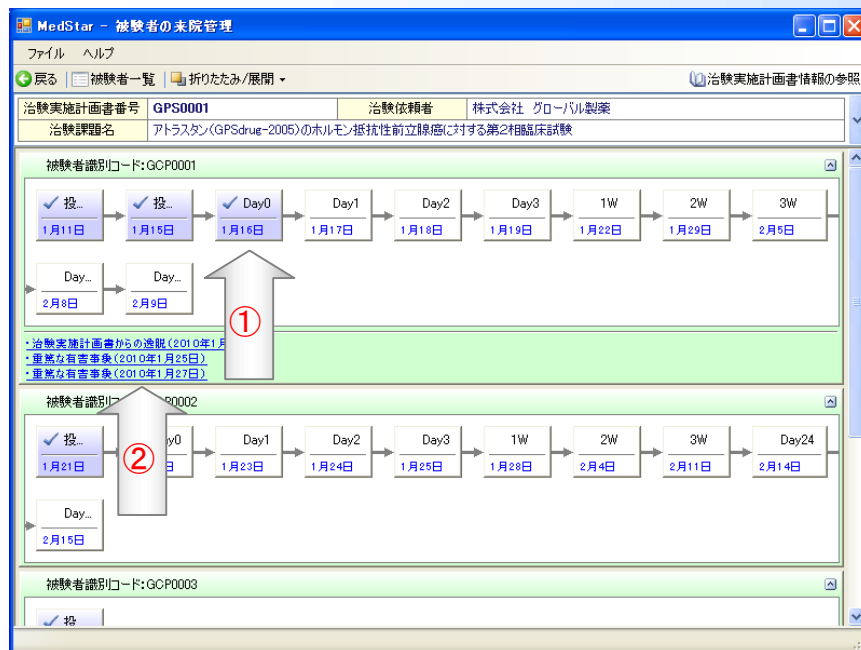 MedStar - 被験者の来院管理
ファイル ヘルプ
戻る 被験者一覧 折りたたみ/展開 治験実施計画書情報の参照
治験実施計画書番号 GPS0001 治験依頼者 株式会社 グローバル製薬
治験課題名 アトラスタン(GPSdrug-2005)のホルモン抵抗性前立腺癌に対する第2相臨床試験
被験者識別コード:GCP0001
投... 投... Day0 Day1 Day2 Day3 1W 2W 3W
1月11日 1月15日 1月16日 1月17日 1月18日 1月19日 1月22日 1月29日 2月5日
Day... Day...
2月8日 2月9日
①
・治験実施計画書からの逸脱(2010年1月
・重篤な有害事象(2010年1月25日)
・重篤な有害事象(2010年1月27日)
被験者識別コ 0002
投... y0 Day1 Day2 Day3 1W 2W 3W Day24
②
1月21日 日 1月23日 1月24日 1月25日 1月28日 2月4日 2月11日 2月14日
Day...
2月15日
被験者識別コード:GCP0003
投